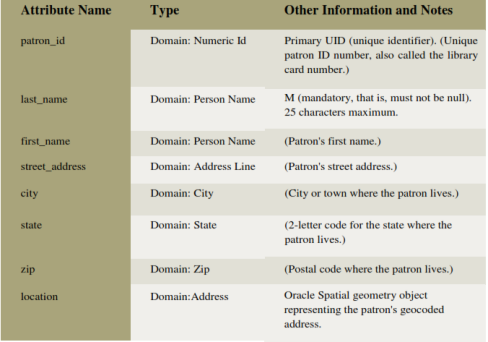 Attribute Name Type Other Information and Notes
patron_id Domain: Numeric Id Primary UID (unique identifier). (Unique
patron ID number, also called the library
card number.)
last_name Domain: Person Name M (mandatory, that is, must not be null).
25 characters maximum.
first_name Domain: Person Name (Patron's first name.)
street_address Domain: Address Line (Patron's street address.)
city Domain: City (City or town where the patron lives.)
state Domain: State (2-letter code for the state where the
patron lives.)
zip Domain: Zip (Postal code where the patron lives.)
location Domain:Address Oracle Spatial geometry object
representing the patron's geocoded
address.